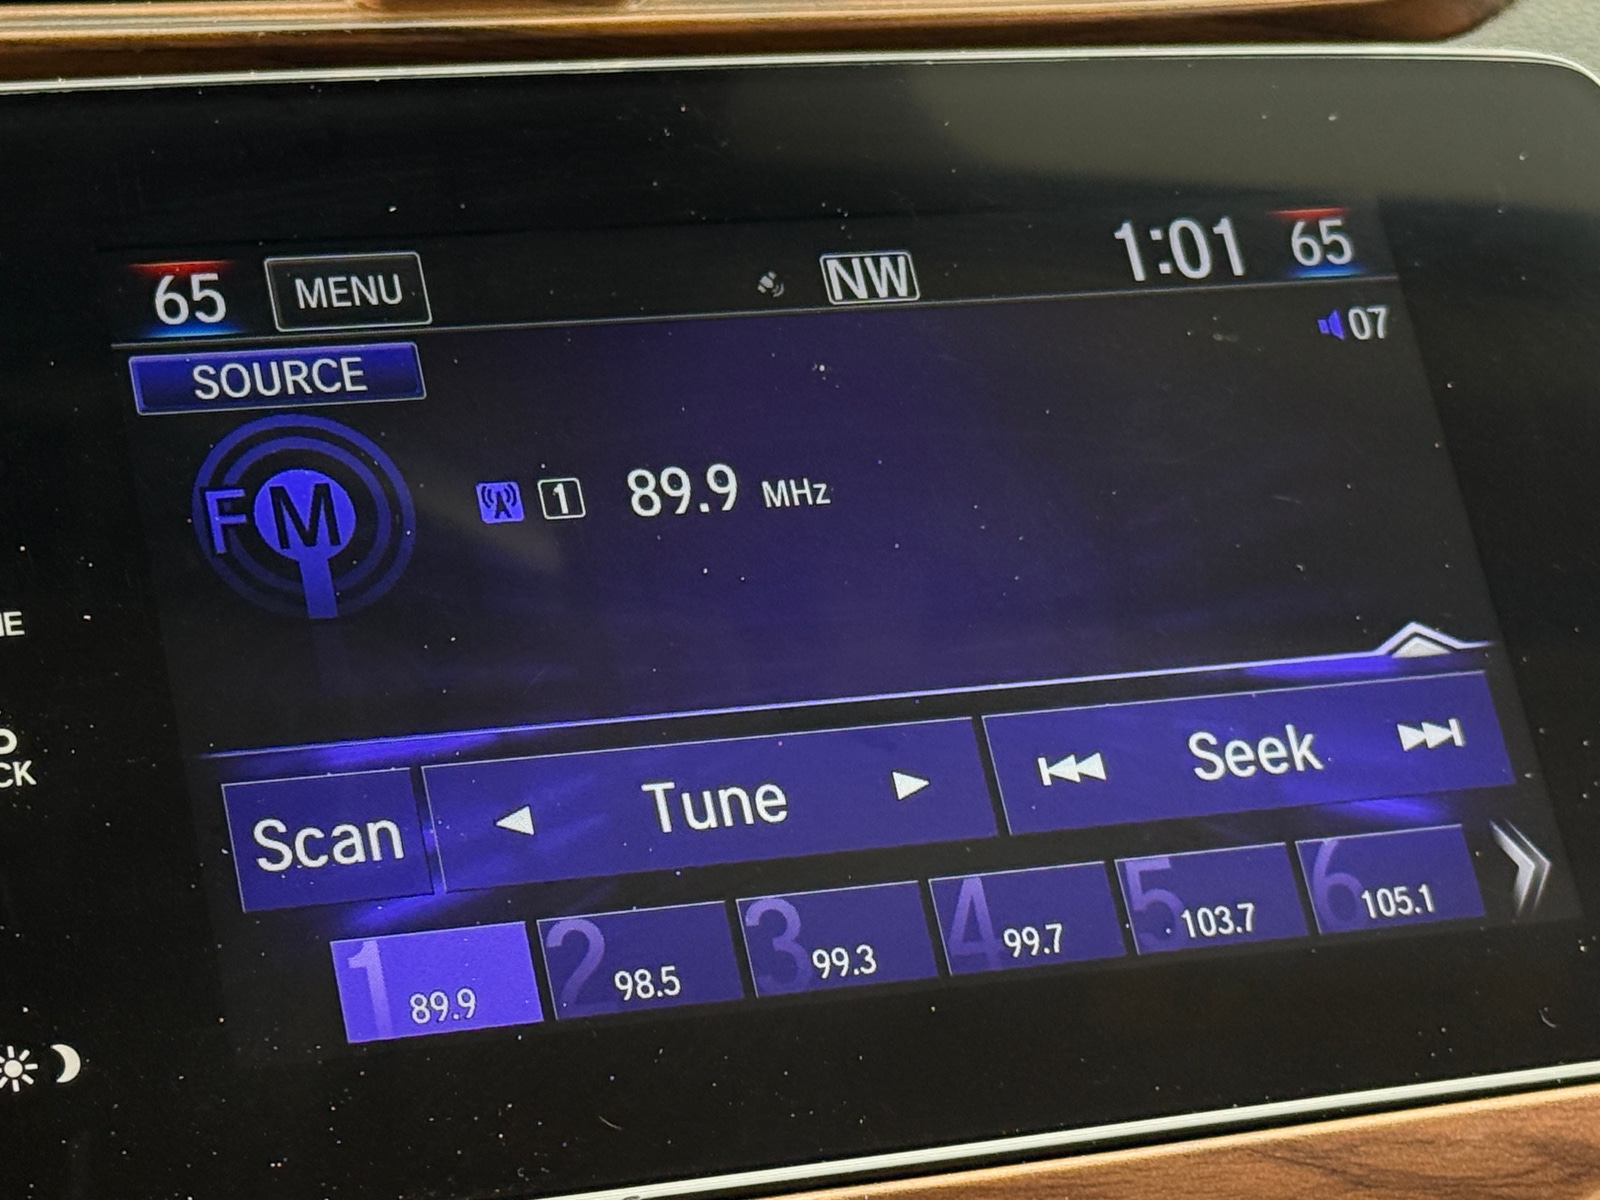 65 MENU NW 1:01 65
07
SOURCE
FM 1 89.9 MHz
Scan Tune Seek
1 89.9 2 98.5 3 99.3 4 99.7 5 103.7 6 105.1